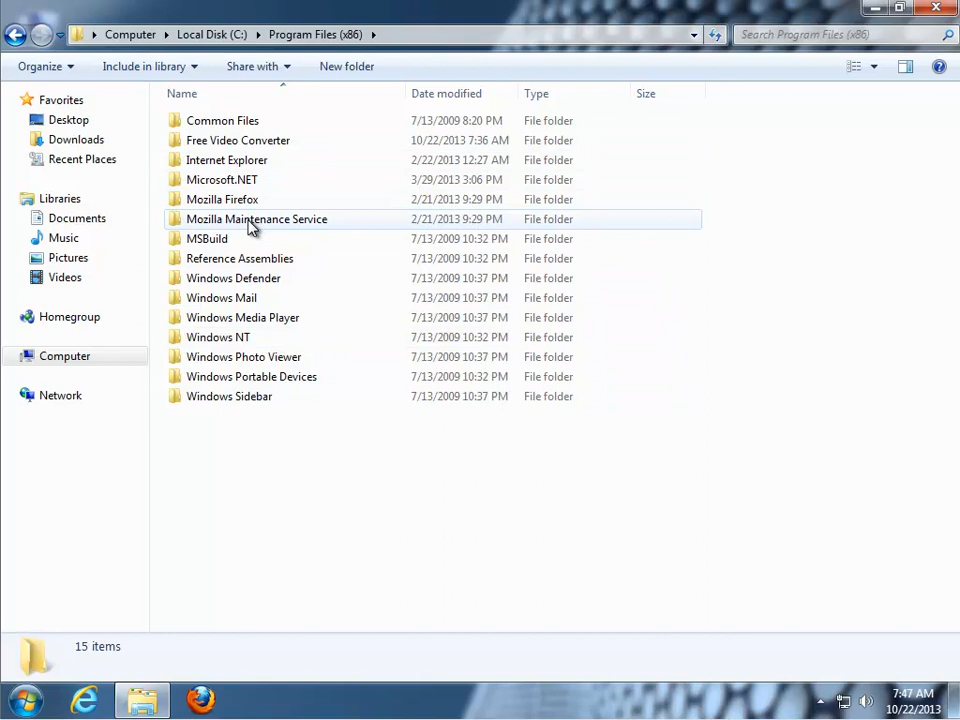 Computer Local Disk (C:) Program Files (x86) Search Program Files (x86)
Organize Include in library Share with New folder
Name Date modified Type Size
Favorites
Desktop
Downloads
Recent Places
Libraries
Documents
Music
Pictures
Videos
Homegroup
Computer
Network
Common Files 7/13/2009 8:20 PM File folder
Free Video Converter 10/22/2013 7:36 AM File folder
Internet Explorer 2/22/2013 12:27 AM File folder
Microsoft.NET 3/29/2013 3:06 PM File folder
Mozilla Firefox 2/21/2013 9:29 PM File folder
Mozilla Maintenance Service 2/21/2013 9:29 PM File folder
MSBuild 7/13/2009 10:32 PM File folder
Reference Assemblies 7/13/2009 10:32 PM File folder
Windows Defender 7/13/2009 10:37 PM File folder
Windows Mail 7/13/2009 10:37 PM File folder
Windows Media Player 7/13/2009 10:37 PM File folder
Windows NT 7/13/2009 10:32 PM File folder
Windows Photo Viewer 7/13/2009 10:37 PM File folder
Windows Portable Devices 7/13/2009 10:32 PM File folder
Windows Sidebar 7/13/2009 10:37 PM File folder
15 items
7:47 AM
10/22/2013